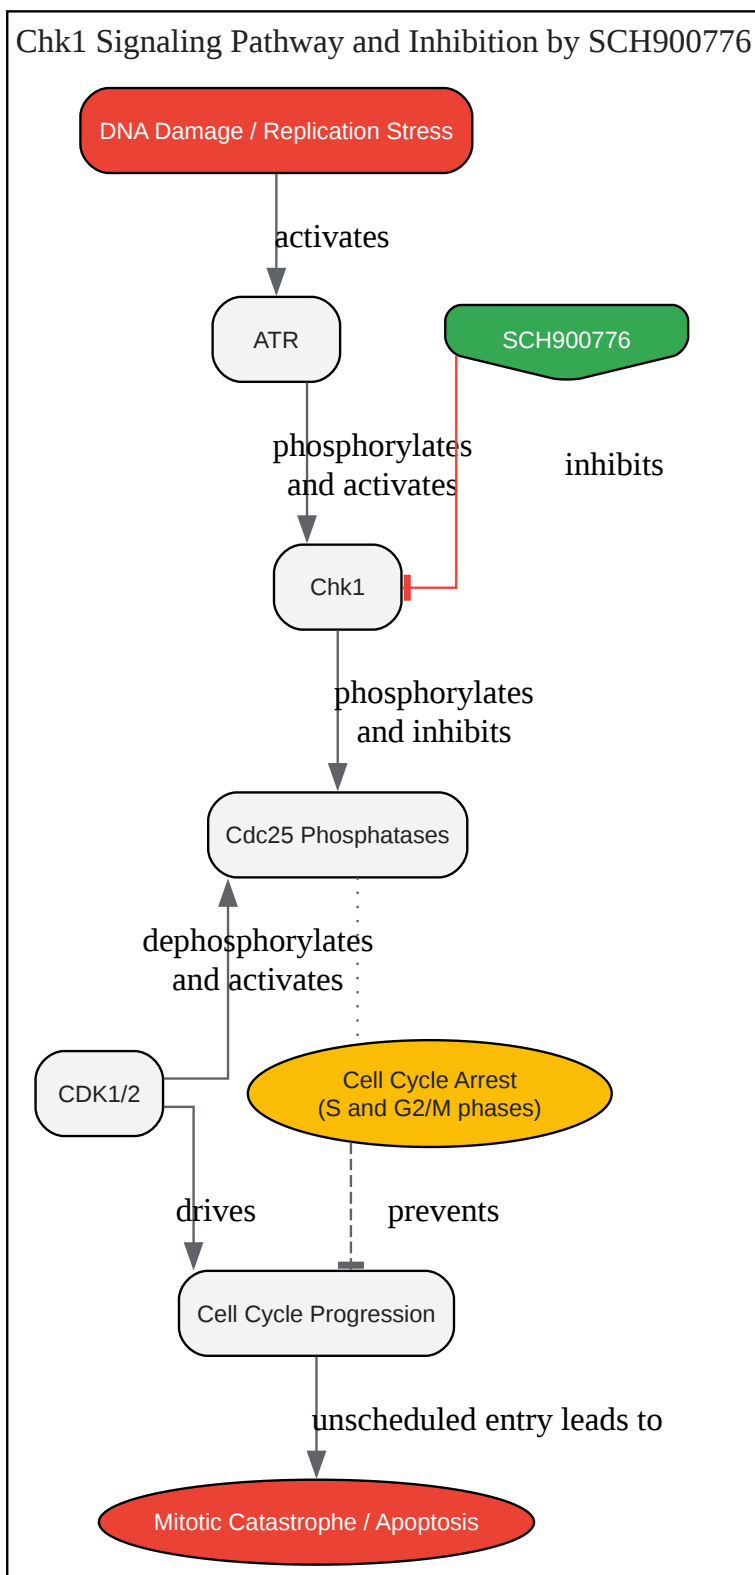 Chk1 Signaling Pathway and Inhibition by SCH900776
DNA Damage / Replication Stress
activates
ATR
SCH900776
phosphorylates
and activates
inhibits
Chk1
phosphorylates
and inhibits
Cdc25 Phosphatases
dephosphorylates
and activates
CDK1/2
Cell Cycle Arrest
(S and G2/M phases)
drives
prevents
Cell Cycle Progression
unscheduled entry leads to
Mitotic Catastrophe / Apoptosis